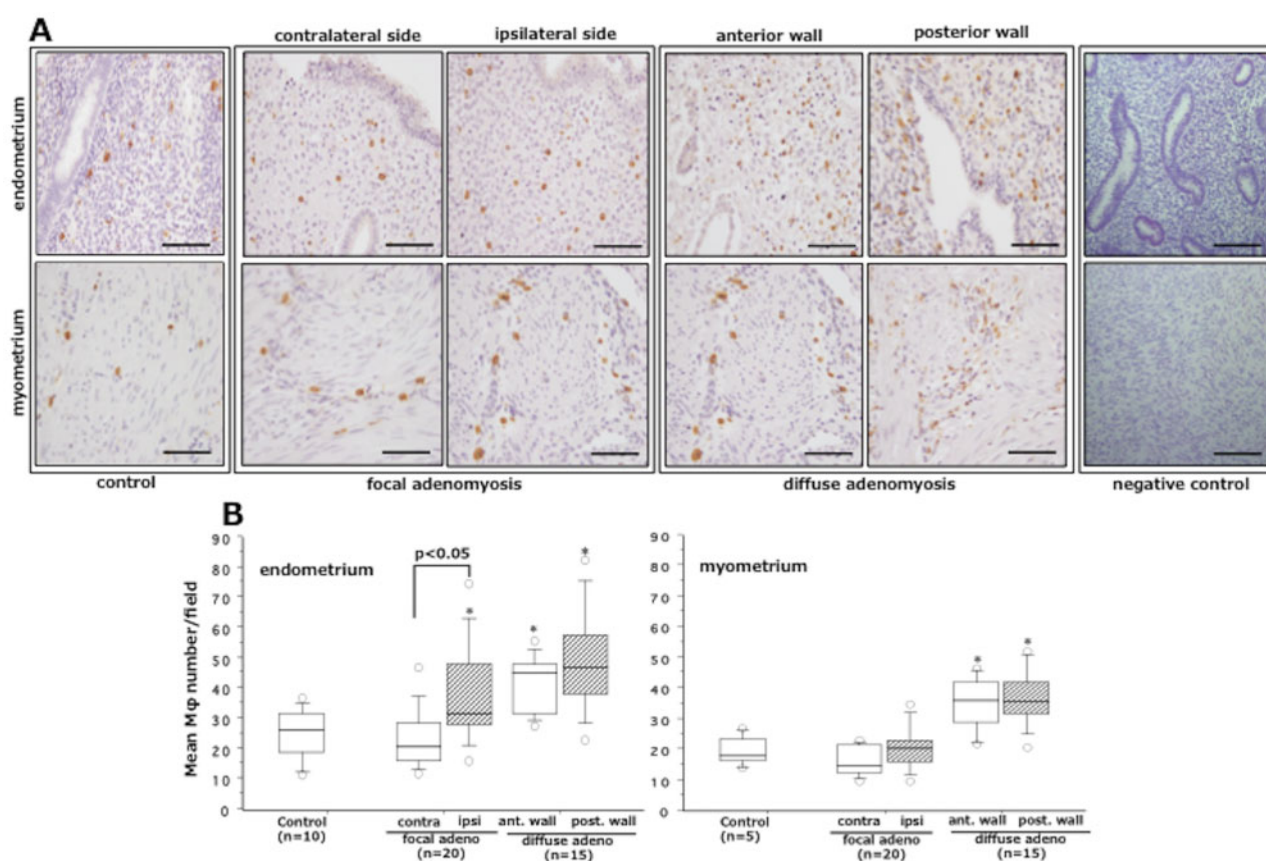 A
contralateral side
ipsilateral side
anterior wall
posterior wall
endometrium
myometrium
control
focal adenomyosis
diffuse adenomyosis
negative control
B
Mean Mφ number/field
90
80
70
60
50
40
30
20
10
0
endometrium
p<0.05
*
*
*
Control
(n=10)
contra
ipsi
focal adeno
(n=20)
ant. wall
post. wall
diffuse adeno
(n=15)
90
80
70
60
50
40
30
20
10
0
myometrium
*
*
Control
(n=5)
contra
ipsi
focal adeno
(n=20)
ant. wall
post. wall
diffuse adeno
(n=15)